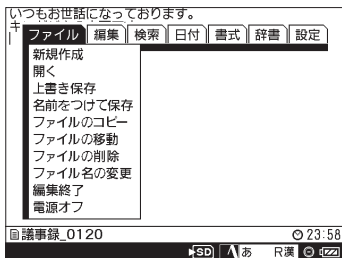 いつもお世話になっております。
キ
ファイル 編集 検索 日付 書式 辞書 設定
新規作成
開く
上書き保存
名前をつけて保存
ファイルのコピー
ファイルの移動
ファイルの削除
ファイル名の変更
編集終了
電源オフ
議事録_0120 23:58
SD あ R漢